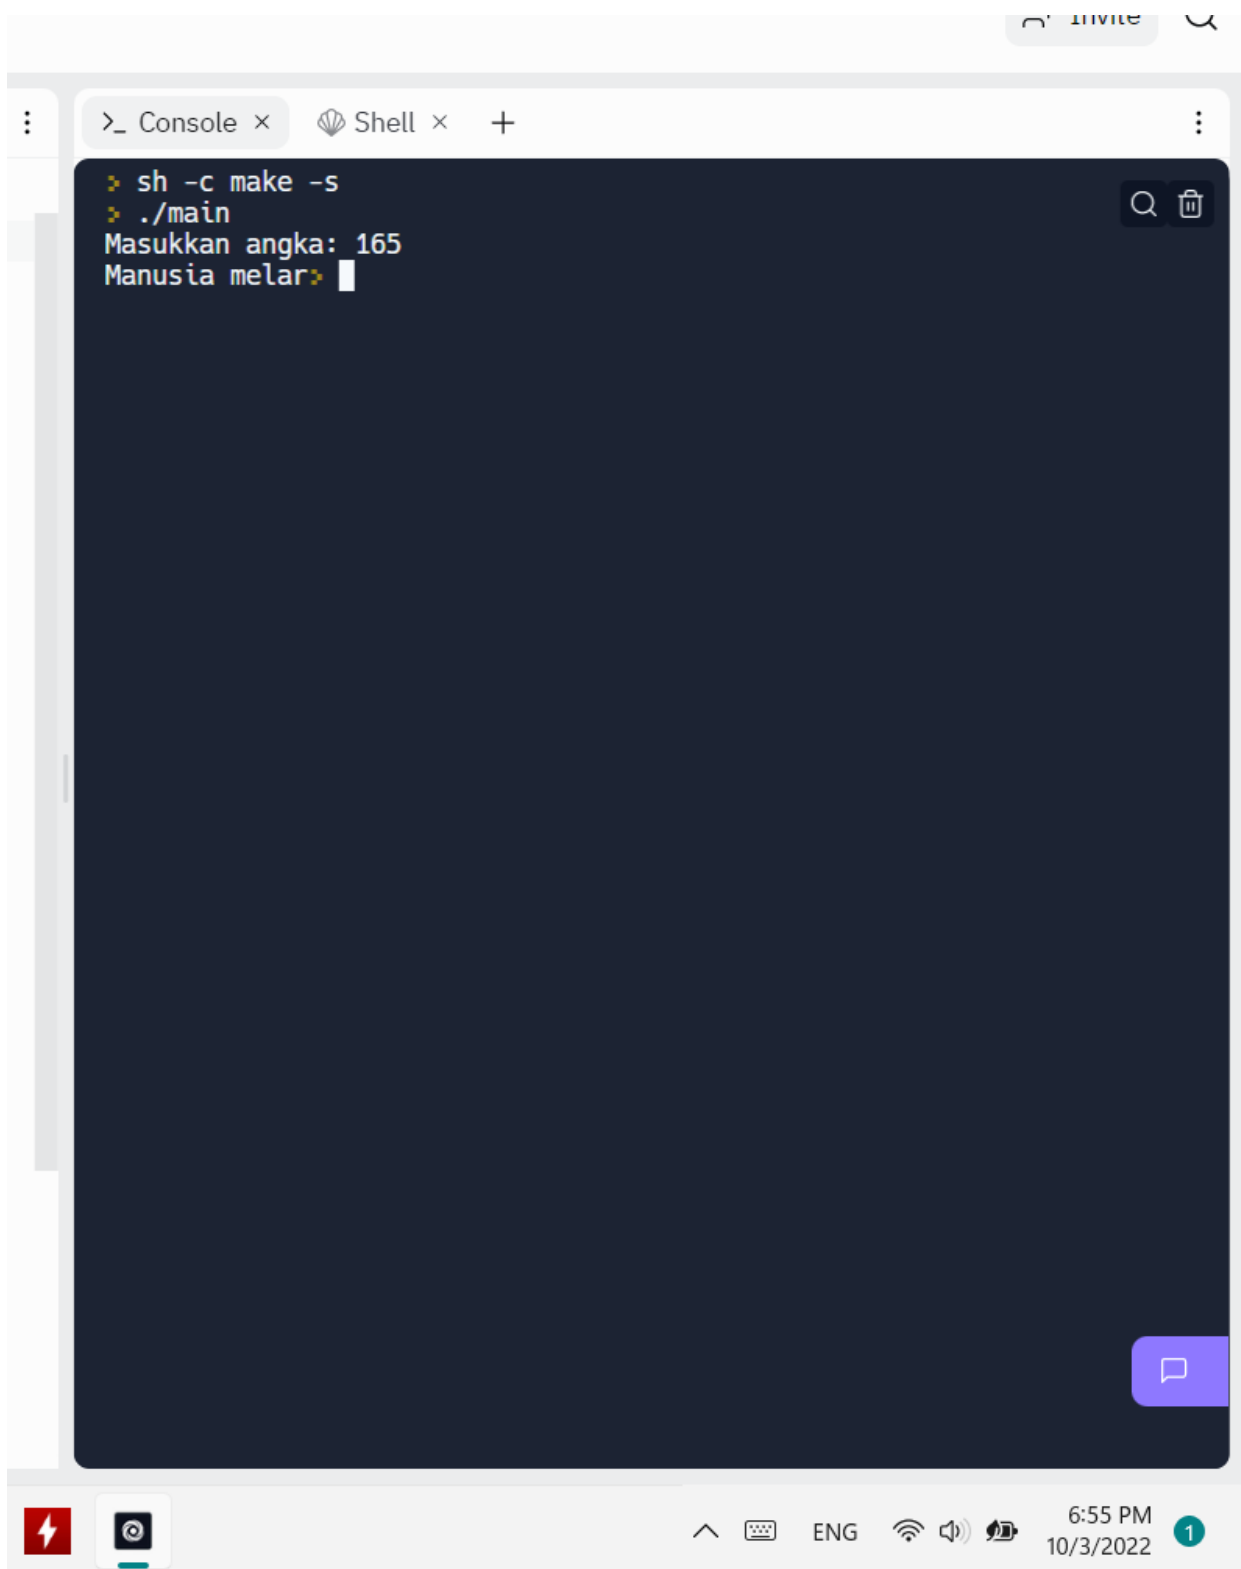 Invite
>_ Console × Shell × +
> sh -c make -s
> ./main
Masukkan angka: 165
Manusia melar>
ENG
6:55 PM
10/3/2022
1